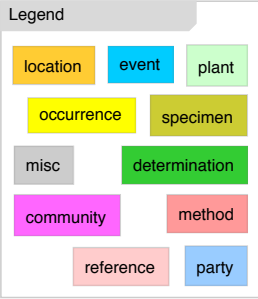 Legend
location event plant
occurrence specimen
misc determination
community method
reference party